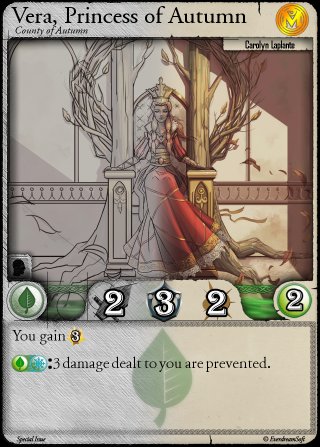 Vera, Princess of Autumn
M
County of Autumn
Carolyn Laplante
2 3 2 2
You gain 3
:3 damage dealt to you are prevented.
Special Issue © EverdreamSoft